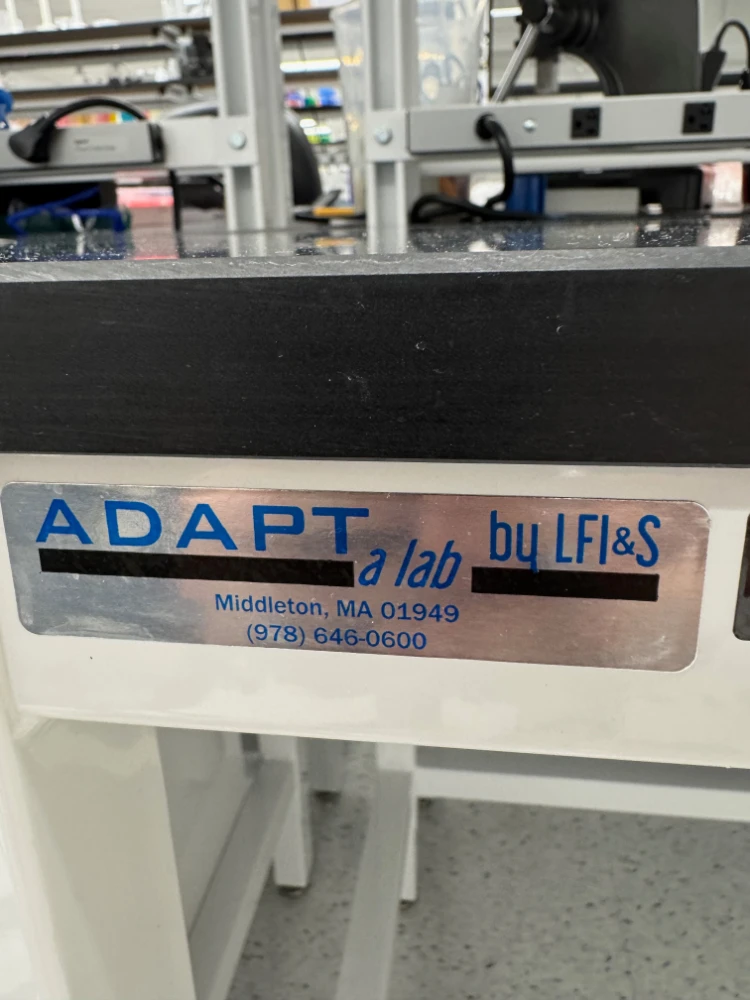 ADAPT a lab by LFI&S
Middleton, MA 01949
(978) 646-0600